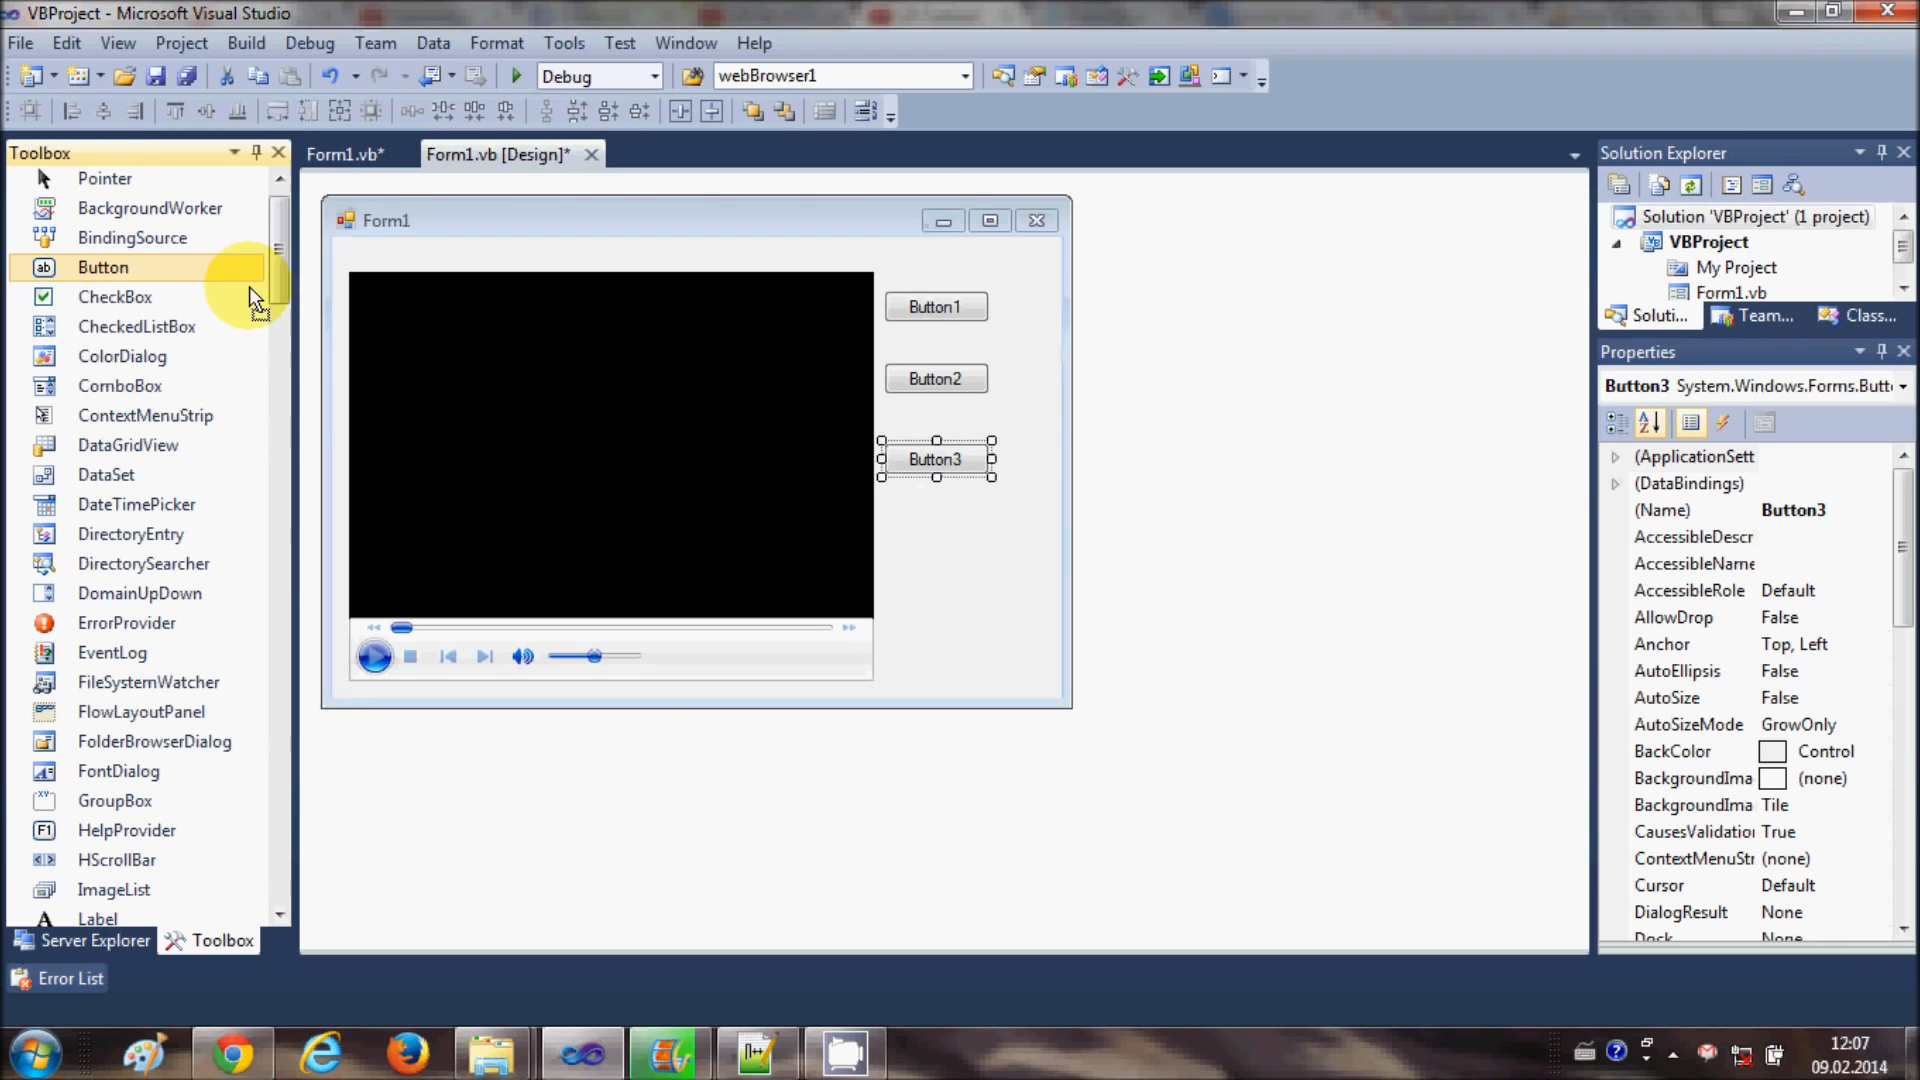 VBProject - Microsoft Visual Studio
File Edit View Project Build Debug Team Data Format Tools Test Window Help
Debug webBrowser1
Toolbox
Form1.vb* Form1.vb [Design]*
Solution Explorer
Pointer
BackgroundWorker
BindingSource
Button
CheckBox
CheckedListBox
ColorDialog
ComboBox
ContextMenuStrip
DataGridView
DataSet
DateTimePicker
DirectoryEntry
DirectorySearcher
DomainUpDown
ErrorProvider
EventLog
FileSystemWatcher
FlowLayoutPanel
FolderBrowserDialog
FontDialog
GroupBox
HelpProvider
HScrollBar
ImageList
Label
Server Explorer Toolbox
Error List
Form1
Button1
Button2
Button3
Solution 'VBProject' (1 project)
VBProject
My Project
Form1.vb
Soluti... Team... Class...
Properties
Button3 System.Windows.Forms.Butt
(ApplicationSett
(DataBindings)
(Name) Button3
AccessibleDescr
AccessibleName
AccessibleRole Default
AllowDrop False
Anchor Top, Left
AutoEllipsis False
AutoSize False
AutoSizeMode GrowOnly
BackColor Control
BackgroundIma (none)
BackgroundIma Tile
CausesValidatio True
ContextMenuStr (none)
Cursor Default
DialogResult None
Dock None
12:07
09.02.2014